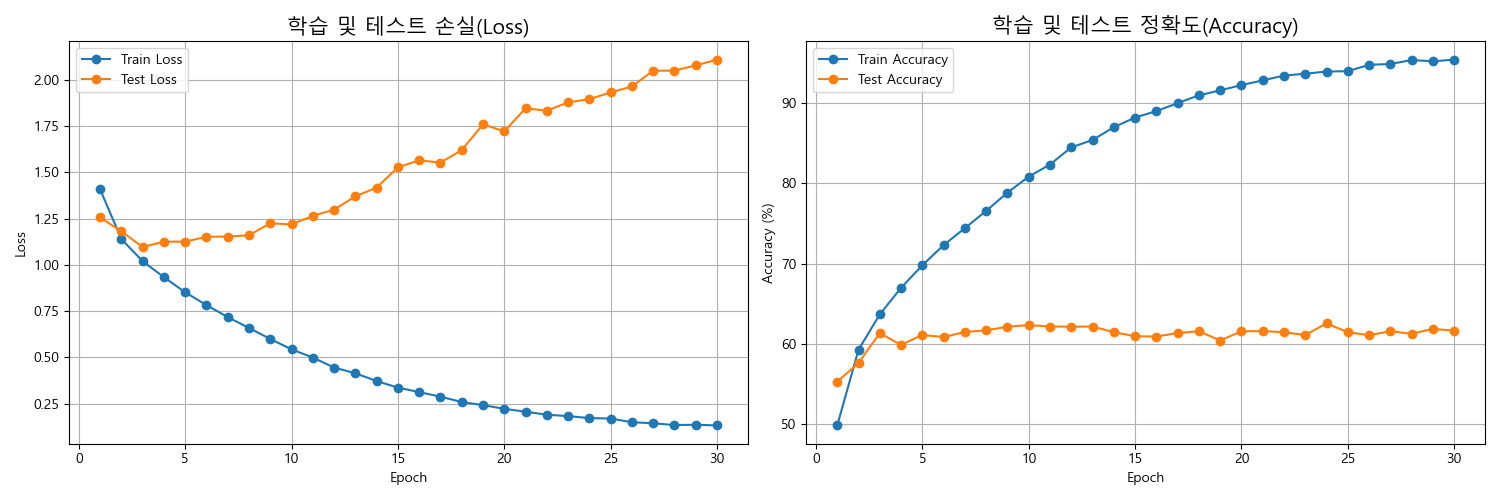 학습 및 테스트 손실(Loss)
Train Loss
Test Loss
2.00
1.75
1.50
1.25
1.00
0.75
0.50
0.25
Loss
0 5 10 15 20 25 30
Epoch
학습 및 테스트 정확도(Accuracy)
Train Accuracy
Test Accuracy
90
80
70
60
50
Accuracy (%)
0 5 10 15 20 25 30
Epoch